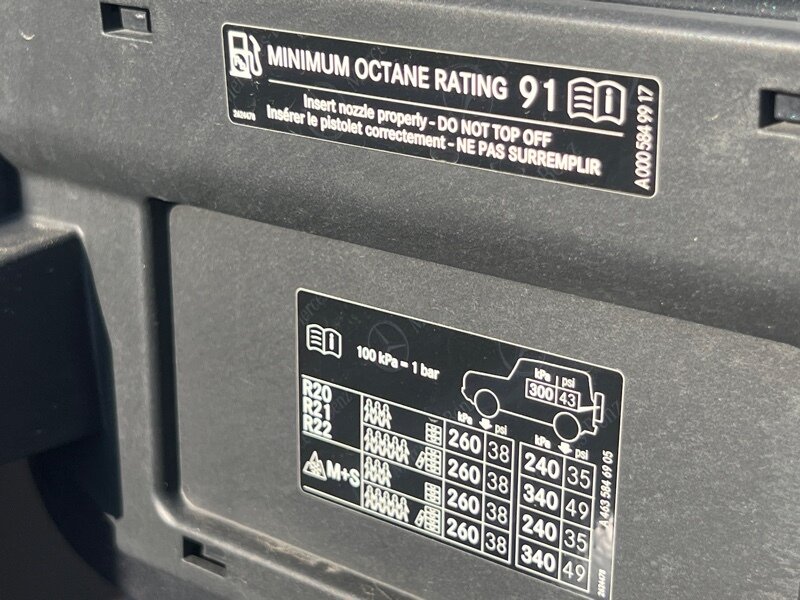 MINIMUM OCTANE RATING 91
Insert nozzle properly - DO NOT TOP OFF
Insérer le pistolet correctement - NE PAS SURREMPLIR
A 000 584 99 17
100 kPa = 1 bar
kPa psi
300 43
R20
R21
R22
kPa psi kPa psi
260 38 240 35
260 38 340 49
M+S
260 38 240 35
260 38 340 49
A 463 584 69 05